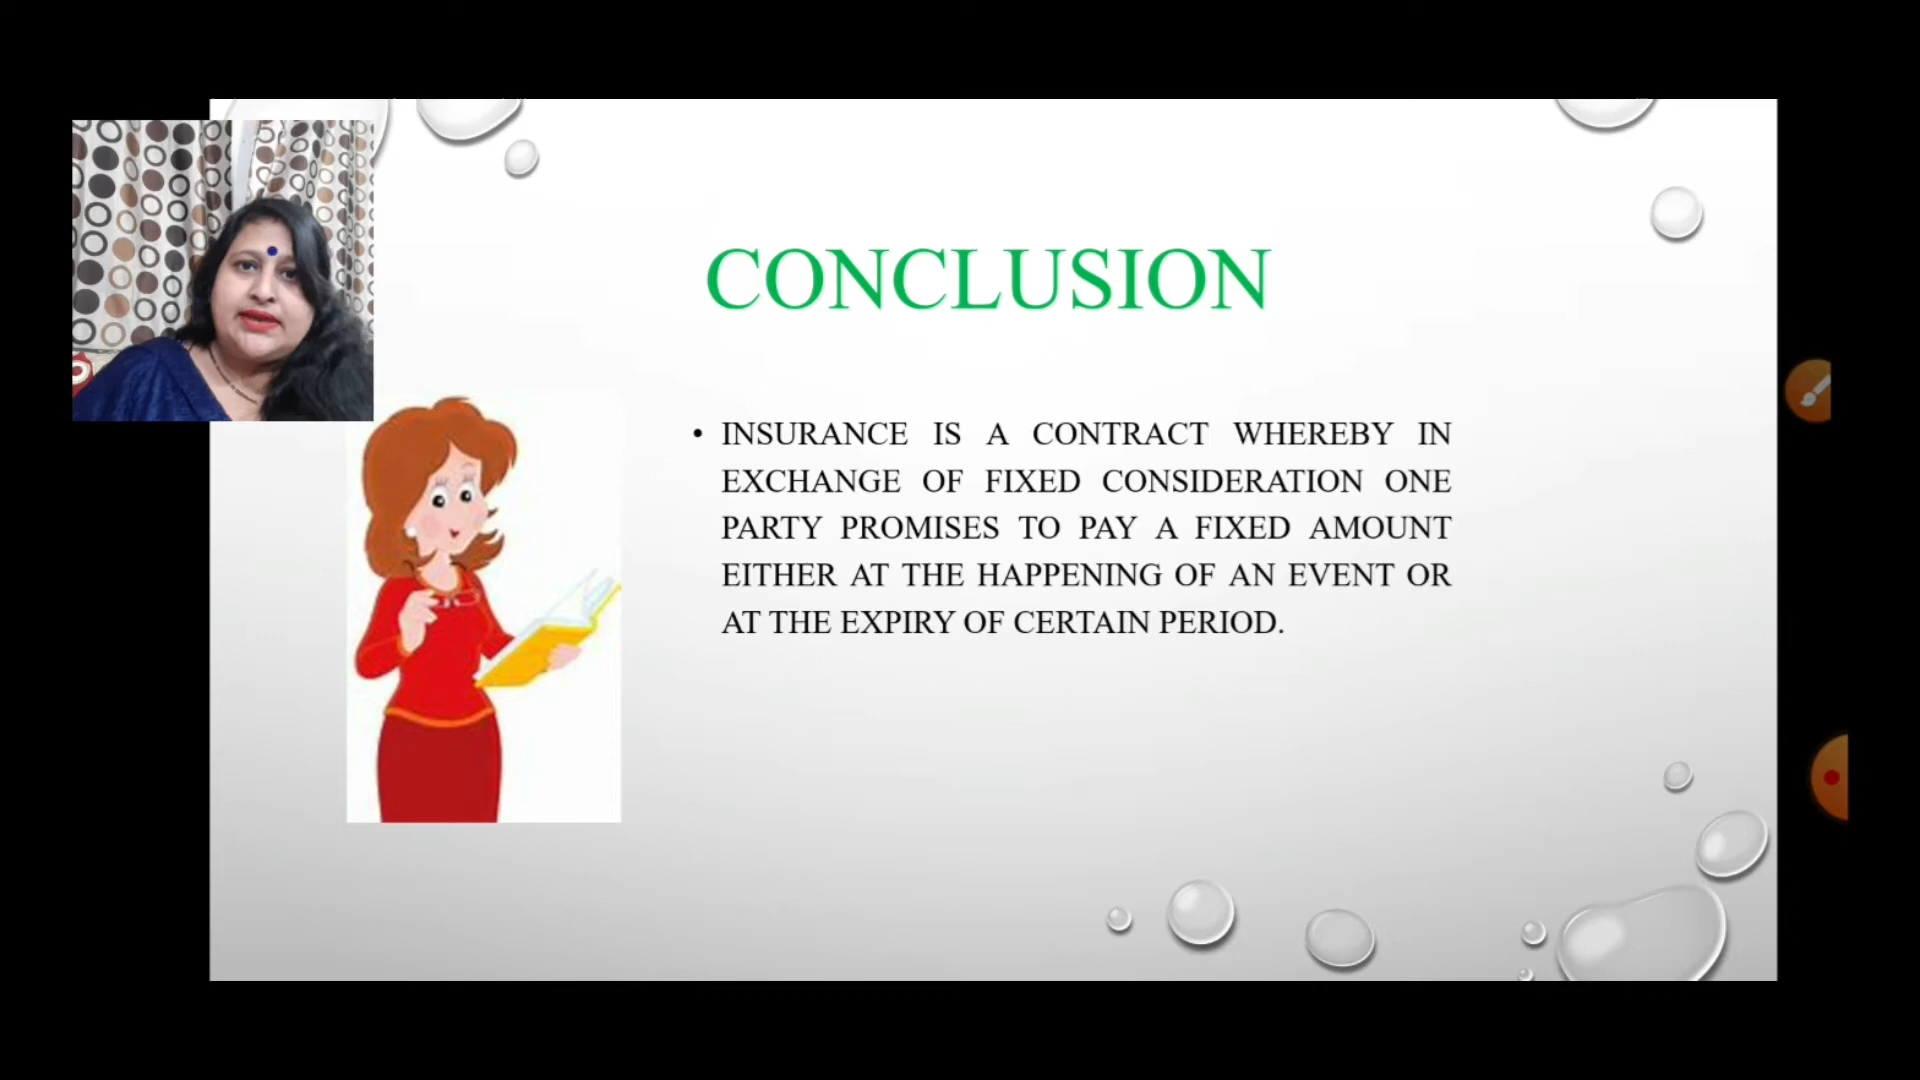 CONCLUSION
• INSURANCE IS A CONTRACT WHEREBY IN
EXCHANGE OF FIXED CONSIDERATION ONE
PARTY PROMISES TO PAY A FIXED AMOUNT
EITHER AT THE HAPPENING OF AN EVENT OR
AT THE EXPIRY OF CERTAIN PERIOD.